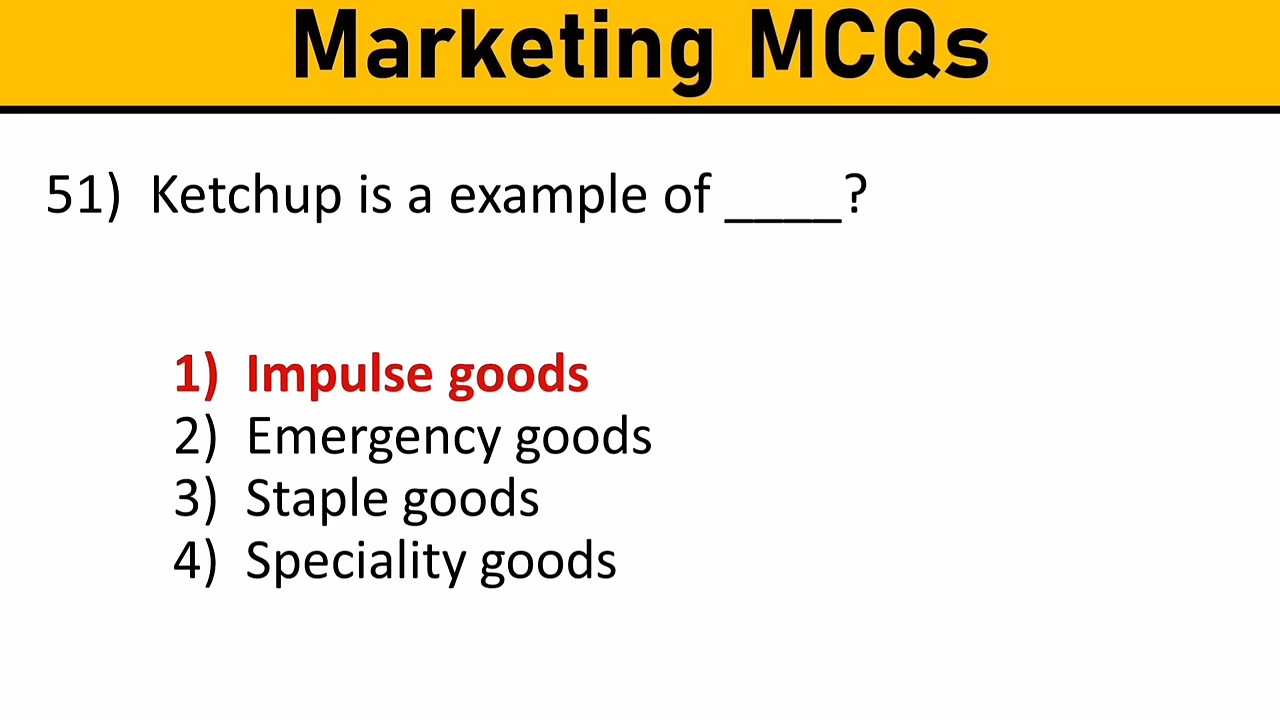 Marketing MCQs
51) Ketchup is a example of ____?
1) Impulse goods
2) Emergency goods
3) Staple goods
4) Speciality goods